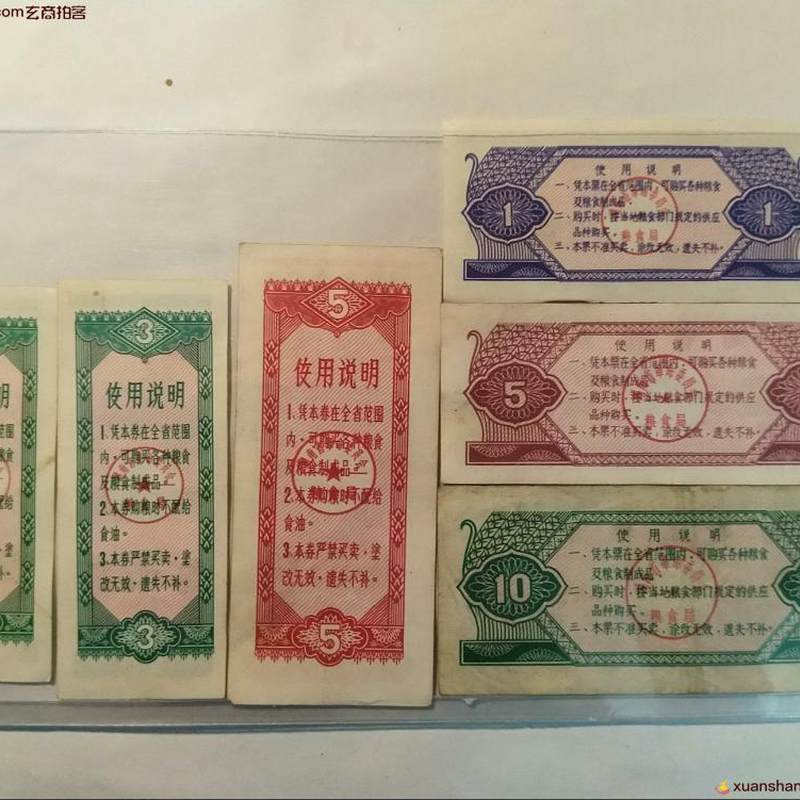 com玄商拍客
明
3
使用说明
1.凭本券在全省范围
内,可购买各种粮食
及粮食制成品。
2.本券购粮时不配给
食油。
3.本券严禁买卖,塗
改无效,遗失不补。
3
5
使用说明
1.凭本券在全省范围
内,可购买各种粮食
及粮食制成品。
2.本券购粮时不配给
食油。
3.本券严禁买卖,塗
改无效,遗失不补。
5
使用说明
一、凭本票在全省范围内,可购买各种粮食
及粮食制成品。
二、购买时,按当地粮食部门规定的供应
品种购买。
三、本票不准买卖,涂改无效,遗失不补。
1
1
粮食局
使用说明
一、凭本票在全省范围内,可购买各种粮食
及粮食制成品。
二、购买时,按当地粮食部门规定的供应
品种购买。
三、本票不准买卖,涂改无效,遗失不补。
5
粮食局
使用说明
一、凭本票在全省范围内,可购买各种粮食
及粮食制成品。
二、购买时,按当地粮食部门规定的供应
品种购买。
三、本票不准买卖,涂改无效,遗失不补。
10
粮食局
xuanshan